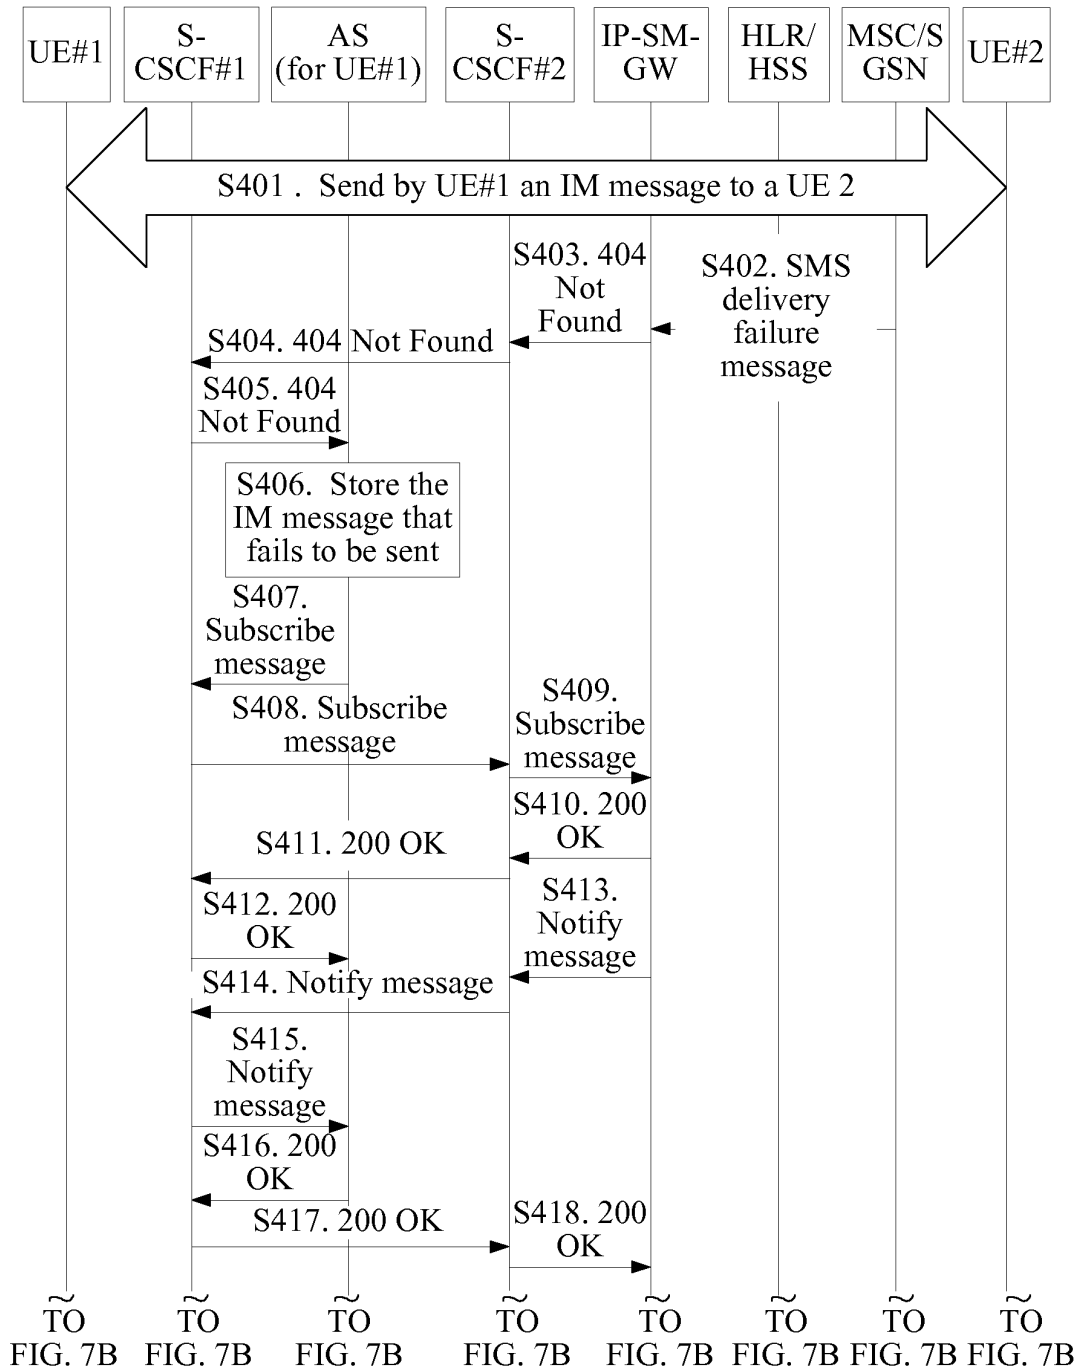 UE#1
S-
CSCF#1
AS
(for UE#1)
S-
CSCF#2
IP-SM-
GW
HLR/
HSS
MSC/S
GSN
UE#2
S401 . Send by UE#1 an IM message to a UE 2
S402. SMS
delivery
failure
message
S403. 404
Not
Found
S404. 404 Not Found
S405. 404
Not Found
S406. Store the
IM message that
fails to be sent
S407.
Subscribe
message
S408. Subscribe
message
S409.
Subscribe
message
S410. 200
OK
S411. 200 OK
S412. 200
OK
S413.
Notify
message
S414. Notify message
S415.
Notify
message
S416. 200
OK
S417. 200 OK
S418. 200
OK
TO
FIG. 7B
TO
FIG. 7B
TO
FIG. 7B
TO
FIG. 7B
TO
FIG. 7B
TO
FIG. 7B
TO
FIG. 7B
TO
FIG. 7B